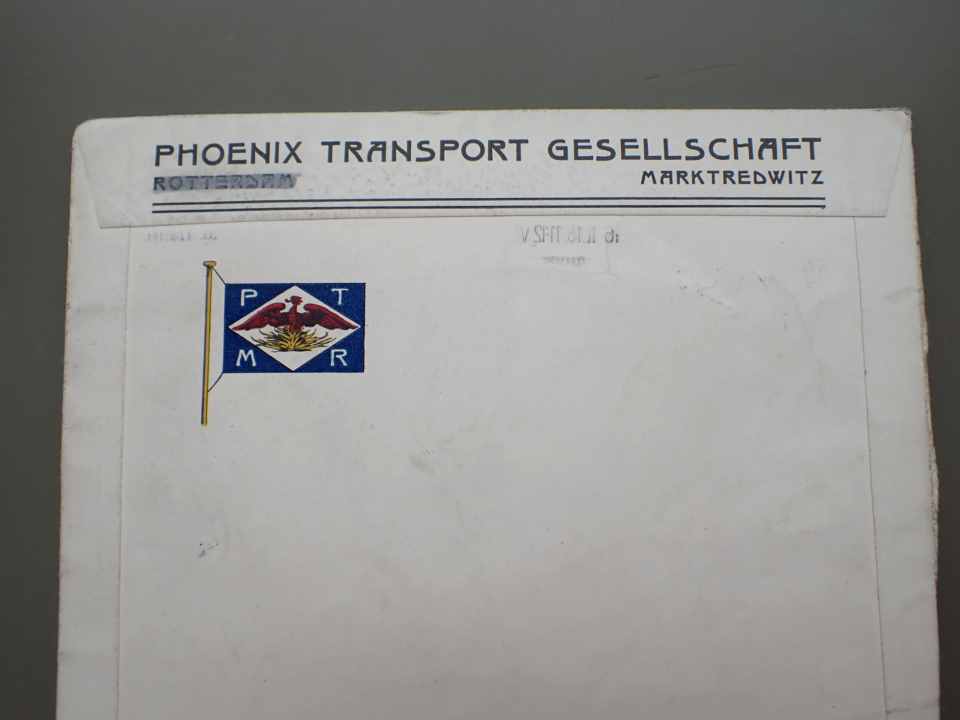 PHOENIX TRANSPORT GESELLSCHAFT
ROTTERDAM
MARKTREDWITZ
P T
M R